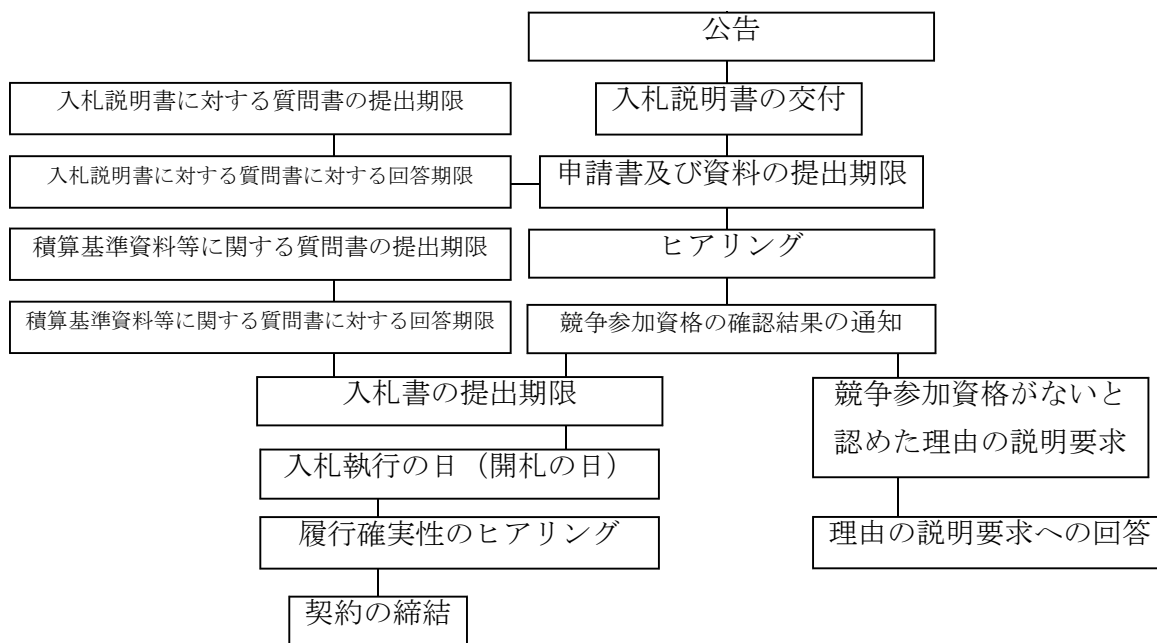 公告
入札説明書に対する質問書の提出期限
入札説明書の交付
入札説明書に対する質問書に対する回答期限
申請書及び資料の提出期限
積算基準資料等に関する質問書の提出期限
ヒアリング
積算基準資料等に関する質問書に対する回答期限
競争参加資格の確認結果の通知
入札書の提出期限
競争参加資格がないと
認めた理由の説明要求
入札執行の日（開札の日）
履行確実性のヒアリング
理由の説明要求への回答
契約の締結